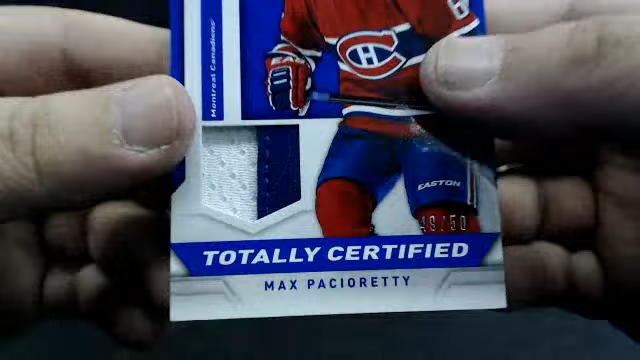 Montreal Canadiens
EASTON
49/50
TOTALLY CERTIFIED
MAX PACIORETTY